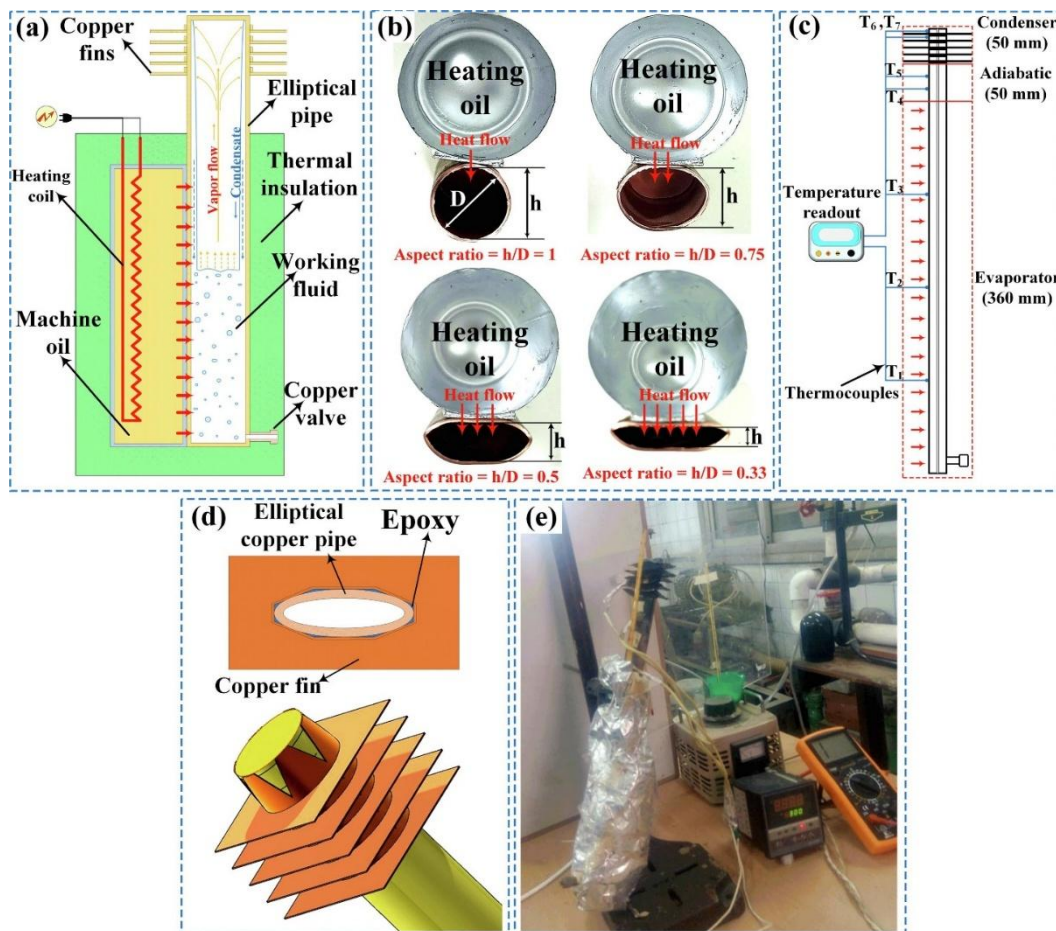 (a)
Copper
fins
Elliptical
pipe
Heating
coil
Vapor flow
Condensate
Thermal
insulation
Working
fluid
Machine
oil
Copper
valve
(b)
Heating
oil
Heat flow
D
h
Aspect ratio = h/D = 1
Heating
oil
Heat flow
h
Aspect ratio = h/D = 0.75
Heating
oil
Heat flow
h
Aspect ratio = h/D = 0.5
Heating
oil
Heat flow
h
Aspect ratio = h/D = 0.33
(c)
T6 ,T7
Condenser
(50 mm)
T5
Adiabatic
(50 mm)
T4
T3
Temperature
readout
T2
Evaporator
(360 mm)
T1
Thermocouples
(d)
Elliptical
copper pipe
Epoxy
Copper fin
(e)